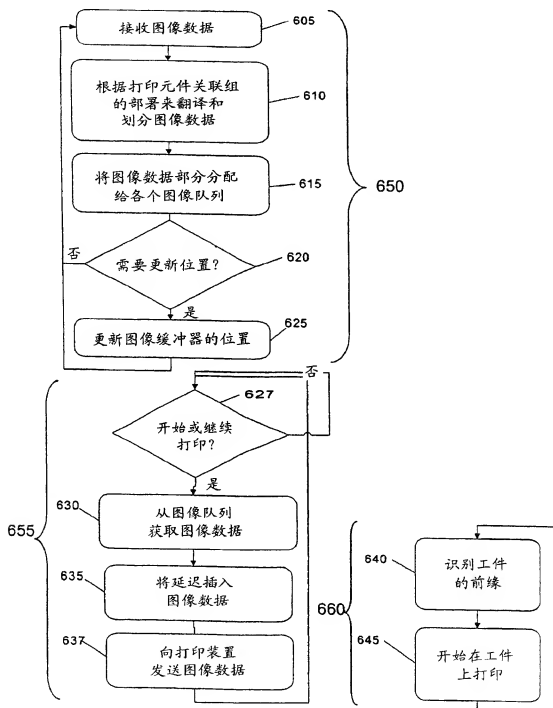 接收图像数据
605
根据打印元件关联组
的部署来翻译和
划分图像数据
610
将图像数据部分分配
给各个图像队列
615
650
否
需要更新位置?
620
是
625
更新图像缓冲器的位置
否
627
开始或继续
打印?
是
630
从图像队列
获取图像数据
655
635
将延迟插入
图像数据
637
向打印装置
发送图像数据
640
识别工件
的前缘
660
645
开始在工件
上打印